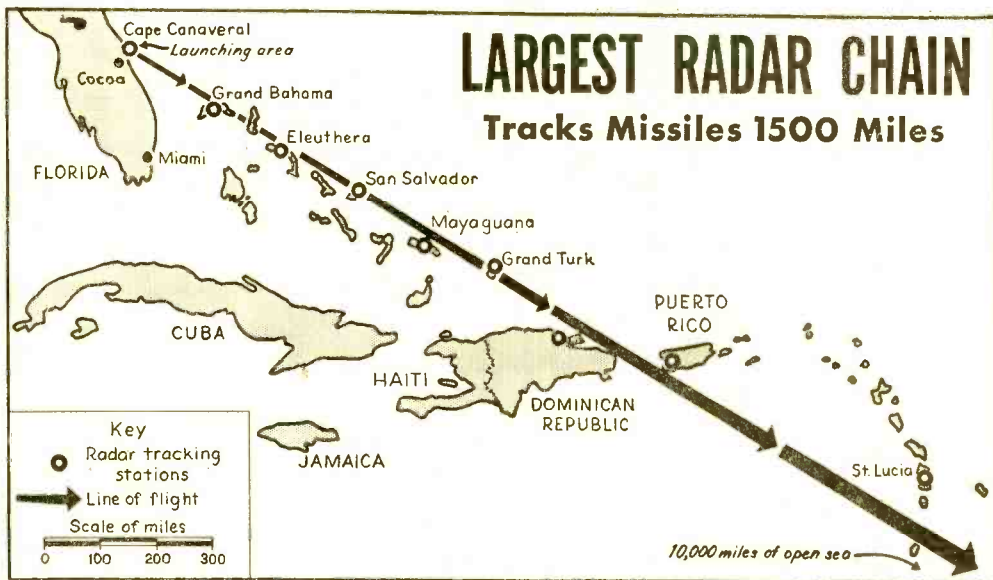 LARGEST RADAR CHAIN
Tracks Missiles 1500 Miles
Cape Canaveral
Launching area
Cocoa
Grand Bahama
Eleuthera
Miami
FLORIDA
San Salvador
Mayaguana
Grand Turk
PUERTO
RICO
CUBA
HAITI
DOMINICAN
REPUBLIC
JAMAICA
St. Lucia
10,000 miles of open sea
Key
Radar tracking
stations
Line of flight
Scale of miles
0 100 200 300